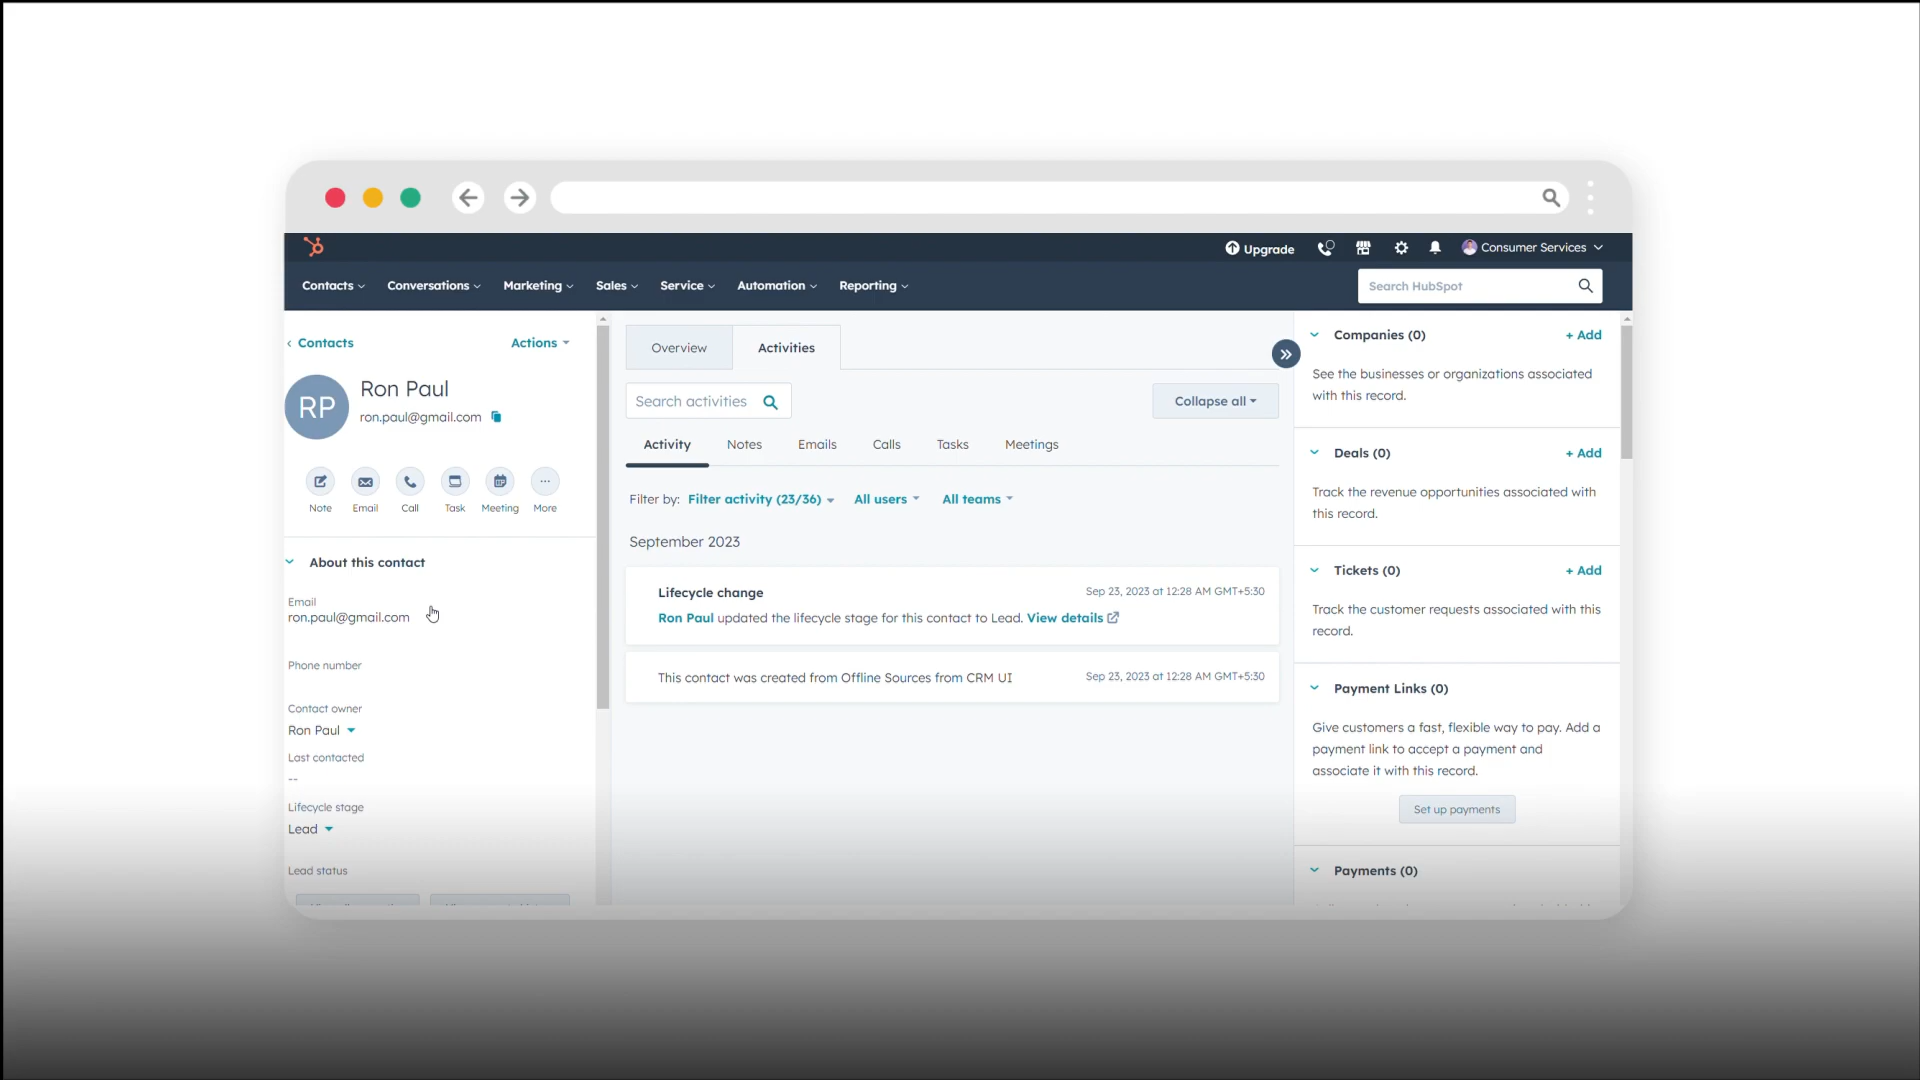 Upgrade
Consumer Services
Contacts
Conversations
Marketing
Sales
Service
Automation
Reporting
Search HubSpot
Contacts
Actions
RP
Ron Paul
ron.paul@gmail.com
Note
Email
Call
Task
Meeting
More
About this contact
Email
ron.paul@gmail.com
Phone number
Contact owner
Ron Paul
Last contacted
--
Lifecycle stage
Lead
Lead status
Overview
Activities
Search activities
Collapse all
Activity
Notes
Emails
Calls
Tasks
Meetings
Filter by: Filter activity (23/36) All users All teams
September 2023
Lifecycle change
Sep 23, 2023 at 12:28 AM GMT+5:30
Ron Paul updated the lifecycle stage for this contact to Lead. View details
This contact was created from Offline Sources from CRM UI
Sep 23, 2023 at 12:28 AM GMT+5:30
Companies (0)
+ Add
See the businesses or organizations associated
with this record.
Deals (0)
+ Add
Track the revenue opportunities associated with
this record.
Tickets (0)
+ Add
Track the customer requests associated with this
record.
Payment Links (0)
Give customers a fast, flexible way to pay. Add a
payment link to accept a payment and
associate it with this record.
Set up payments
Payments (0)